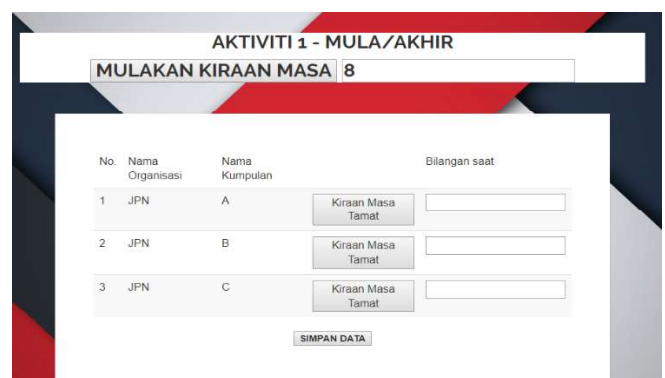 AKTIVITI 1 - MULA/AKHIR
MULAKAN KIRAAN MASA 8
No. Nama Organisasi Nama Kumpulan Bilangan saat
1 JPN A Kiraan Masa Tamat
2 JPN B Kiraan Masa Tamat
3 JPN C Kiraan Masa Tamat
SIMPAN DATA